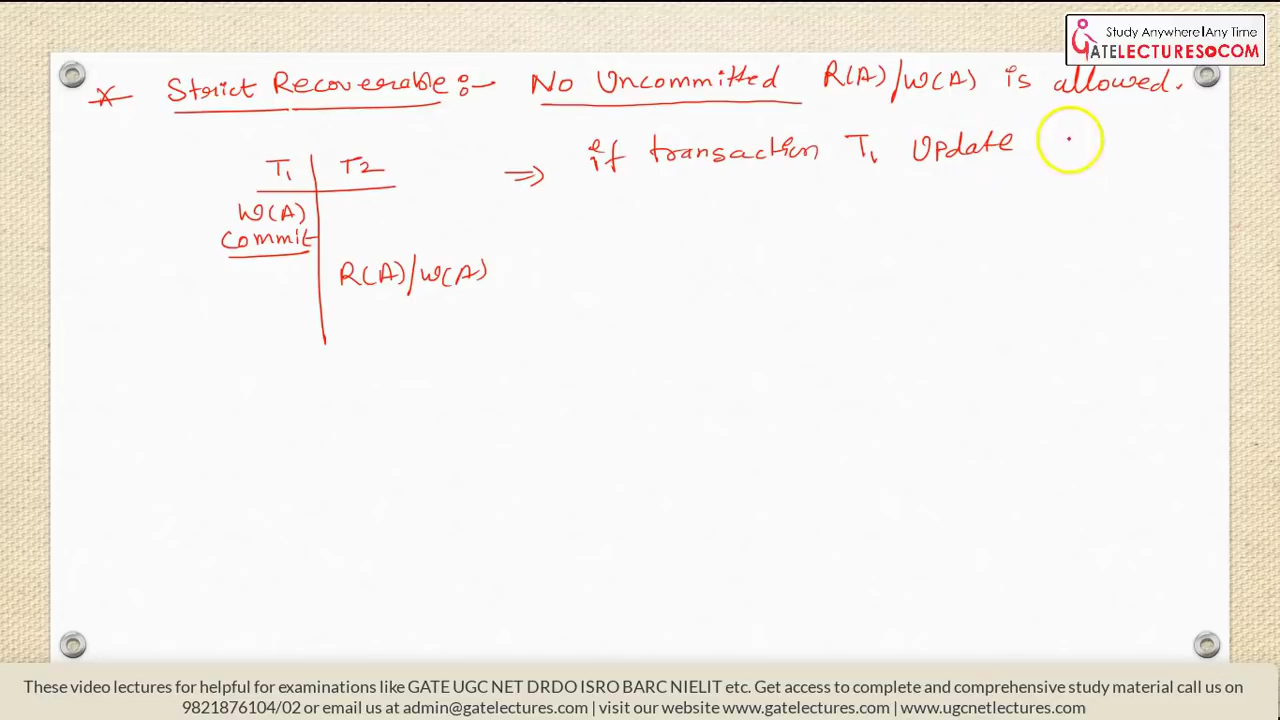 Study Anywhere|Any Time
GATELECTURES.COM
* Strict Recoverable :- No Uncommitted R(A)/W(A) is allowed.
T1 | T2
⇒ if transaction T1 Update
W(A)
Commit
R(A)/W(A)
These video lectures for helpful for examinations like GATE UGC NET DRDO ISRO BARC NIELIT etc. Get access to complete and comprehensive study material call us on
9821876104/02 or email us at admin@gatelectures.com | visit our website www.gatelectures.com | www.ugcnetlectures.com